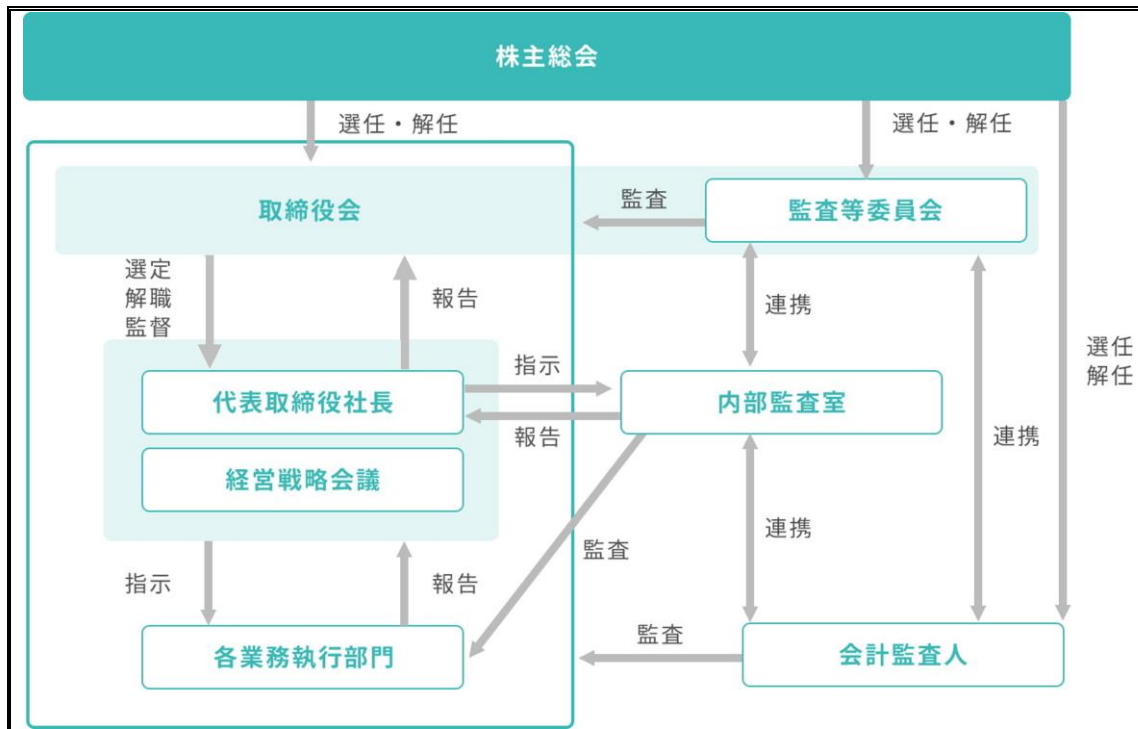 株主総会
選任・解任
選任・解任
取締役会
監査
監査等委員会
選定
解職
監督
報告
連携
選任
解任
指示
代表取締役社長
内部監査室
報告
連携
経営戦略会議
連携
監査
指示
報告
各業務執行部門
監査
会計監査人